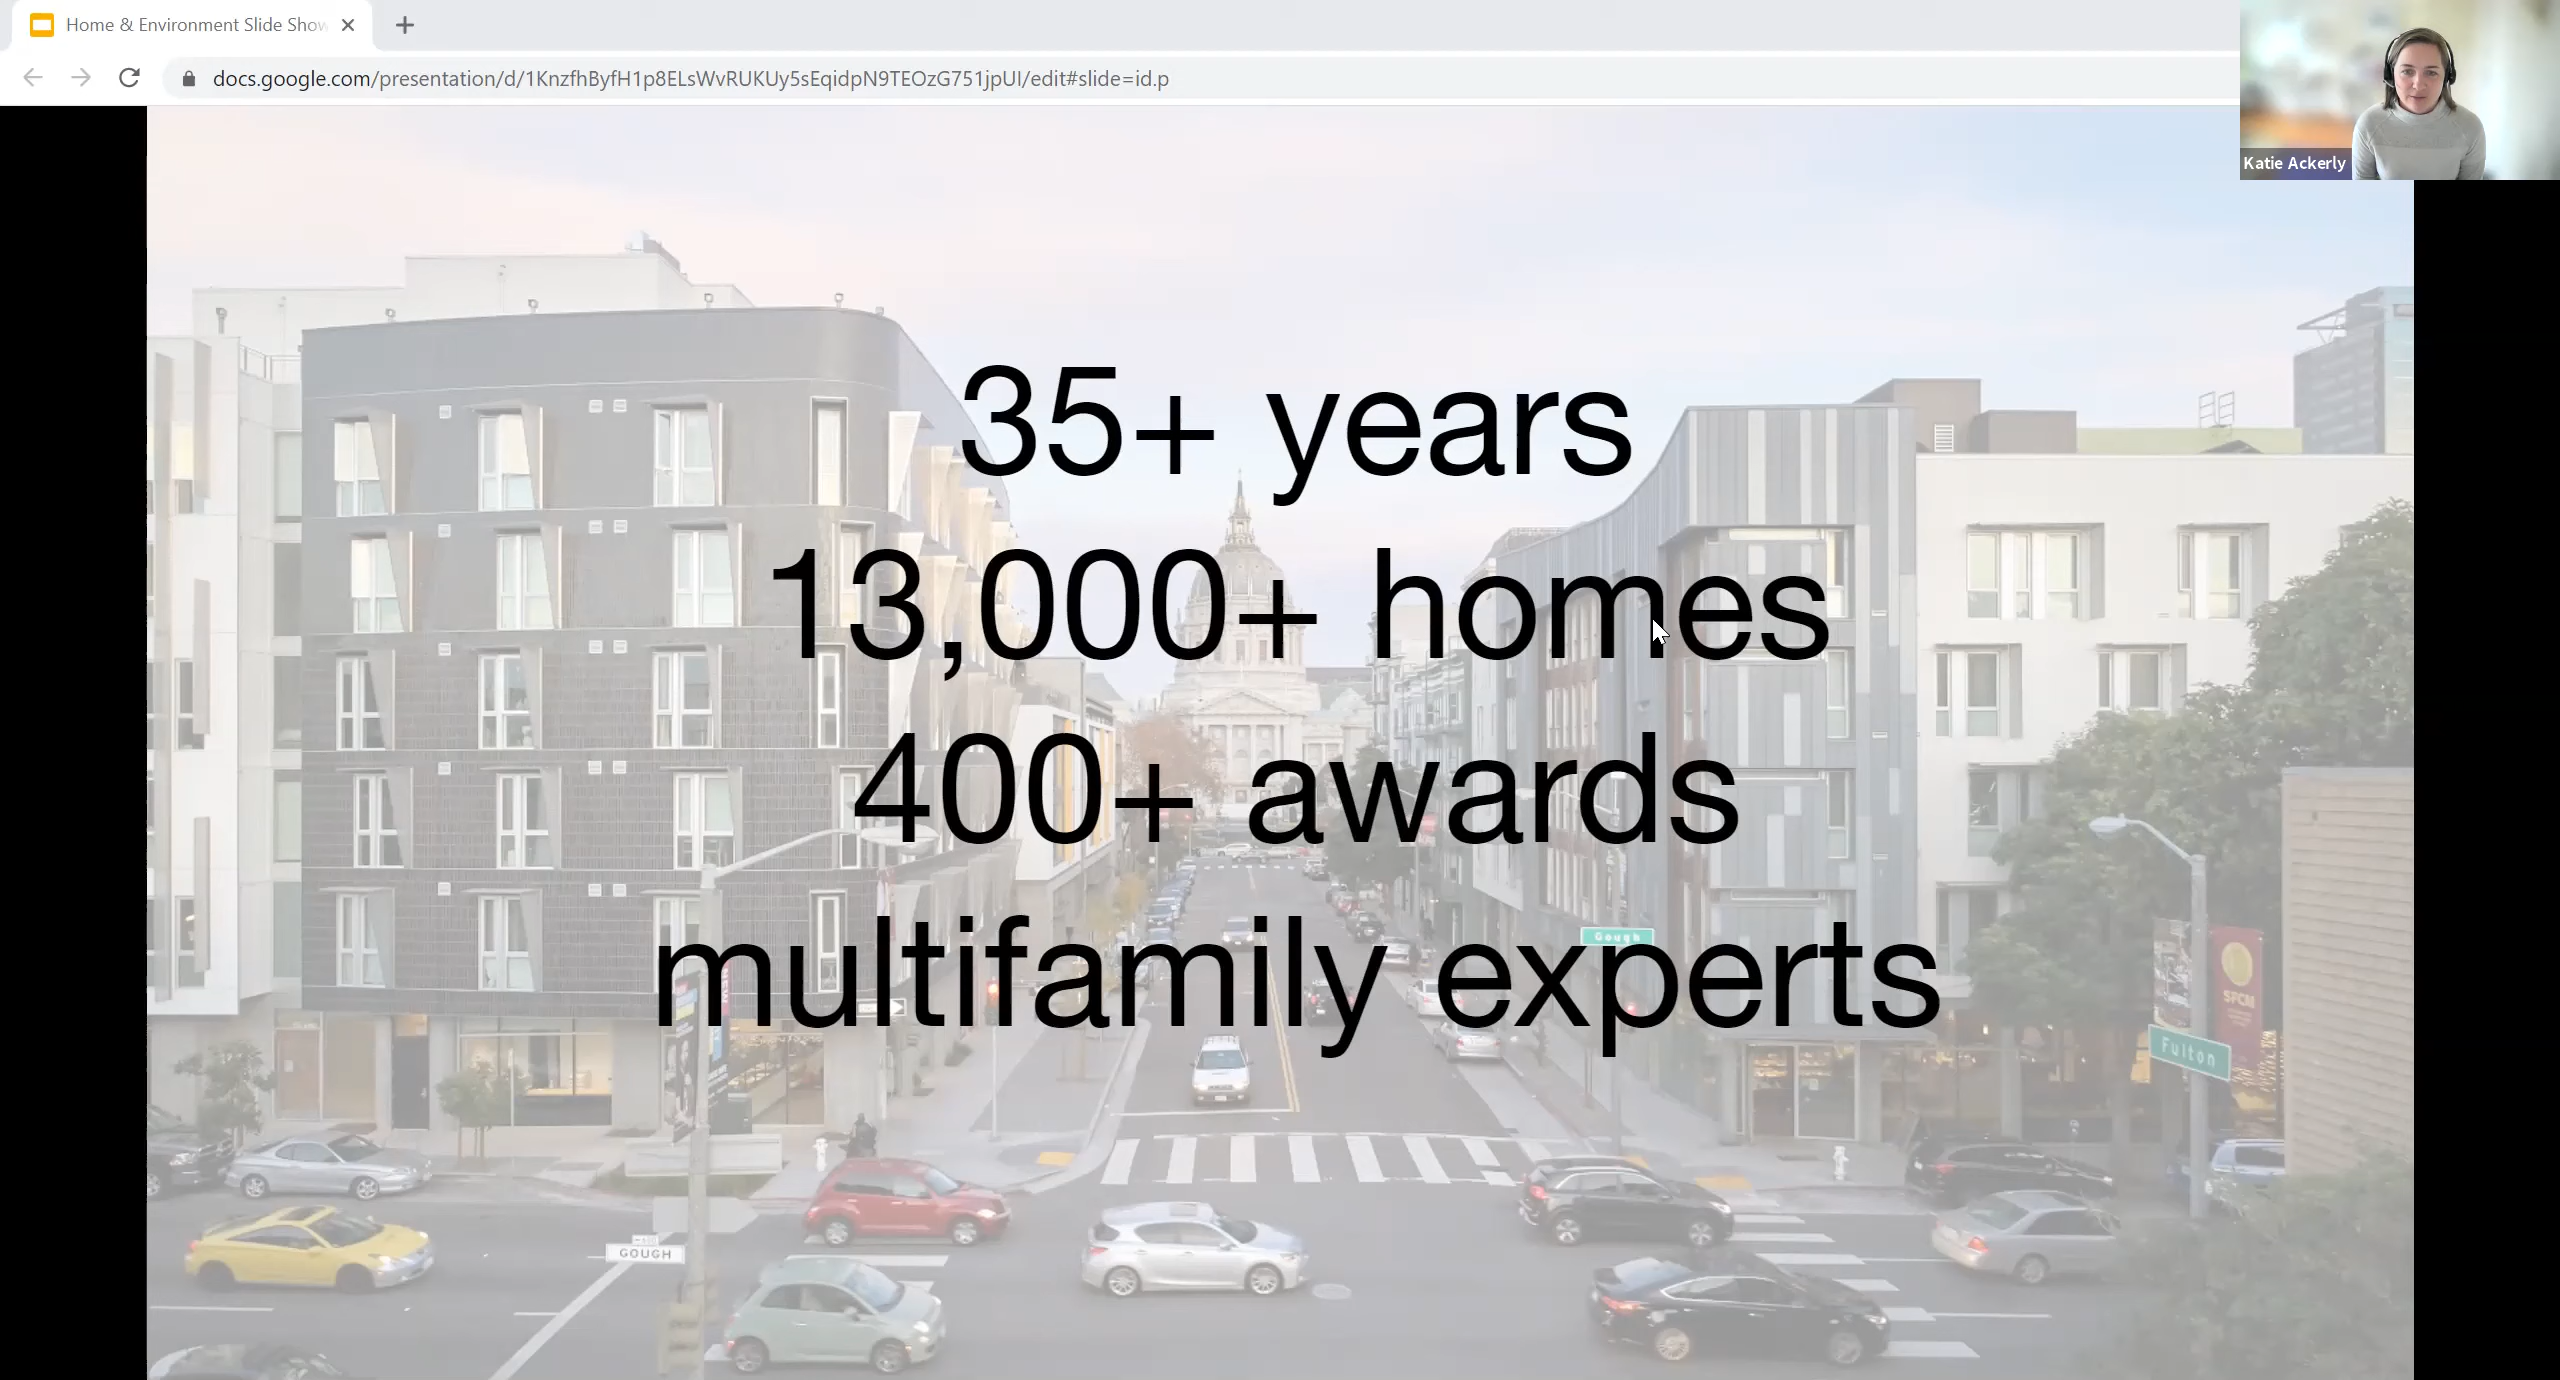 Home & Environment Slide Show
docs.google.com/presentation/d/1KnzfhByfH1p8ELsWvRUKUy5sEqidpN9TEOzG751jpUI/edit#slide=id.p
Katie Ackerly
35+ years
13,000+ homes
400+ awards
multifamily experts
Gough
SFCM
Fulton
GOUGH